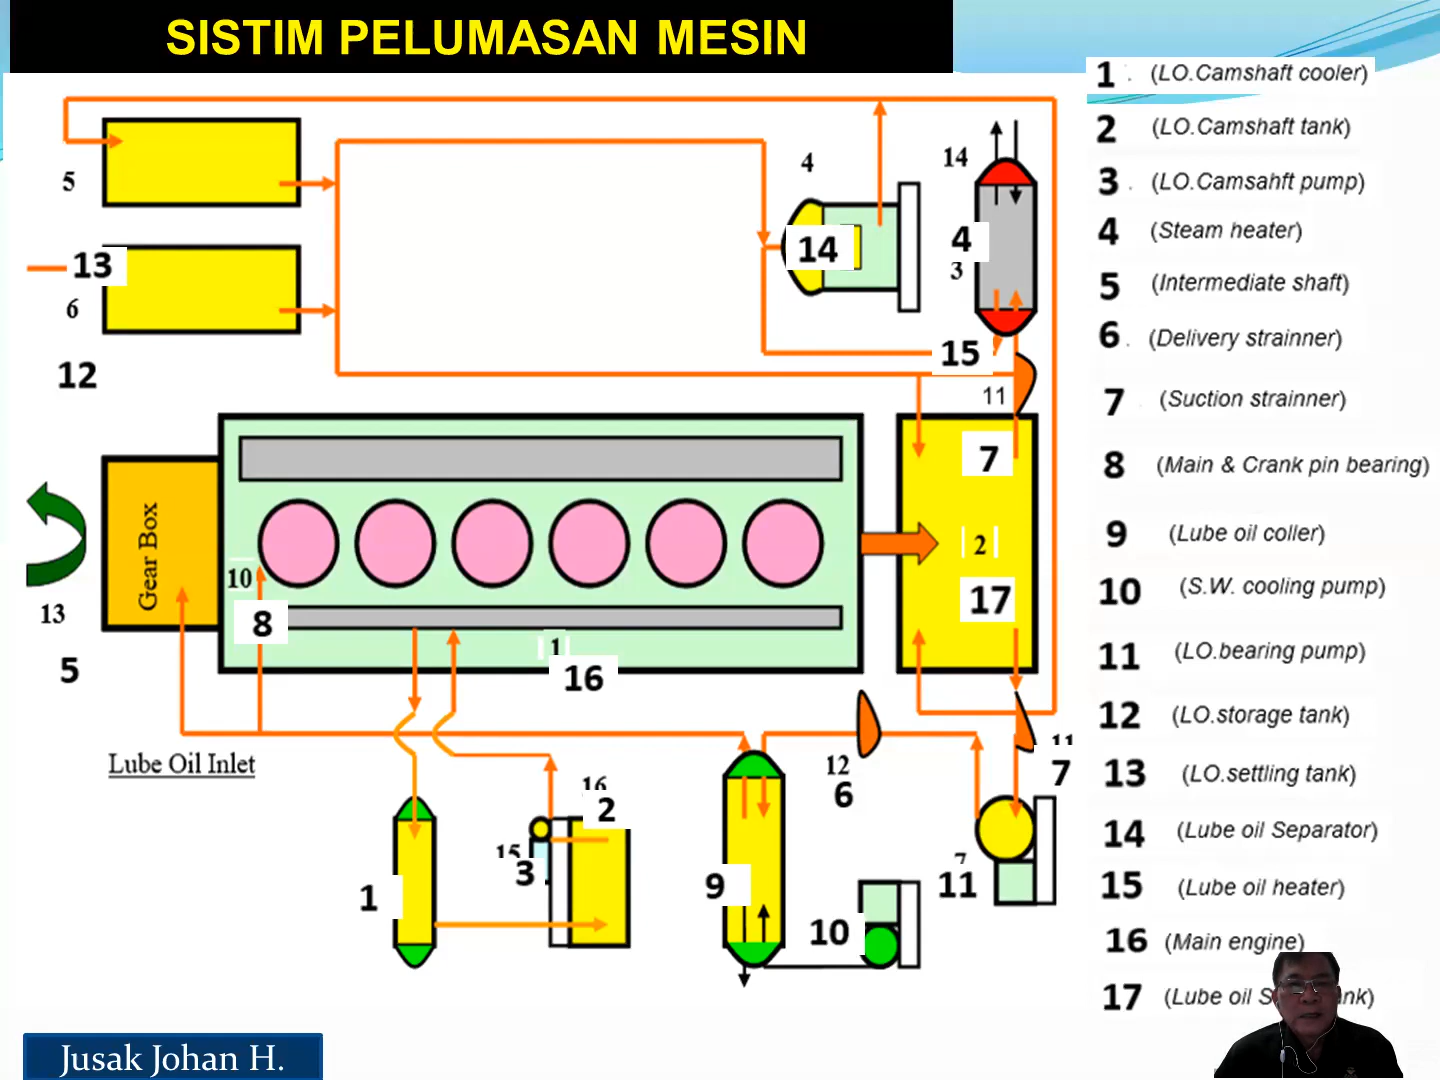 SISTIM PELUMASAN MESIN
1 . (LO.Camshaft cooler)
2 (LO.Camshaft tank)
3 . (LO.Camsahft pump)
4 (Steam heater)
5 (Intermediate shaft)
6 . (Delivery strainner)
7 (Suction strainner)
8 (Main & Crank pin bearing)
9 (Lube oil coller)
10 (S.W. cooling pump)
11 (LO.bearing pump)
12 (LO.storage tank)
13 (LO.settling tank)
14 (Lube oil Separator)
15 (Lube oil heater)
16 (Main engine)
17 (Lube oil S nk)
5
13
6
12
4
14
14
4
3
15
11
7
2
17
Gear Box
10
8
1
16
13
5
Lube Oil Inlet
12
6
11
7
16
2
15
3
1
9
10
7
11
Jusak Johan H.